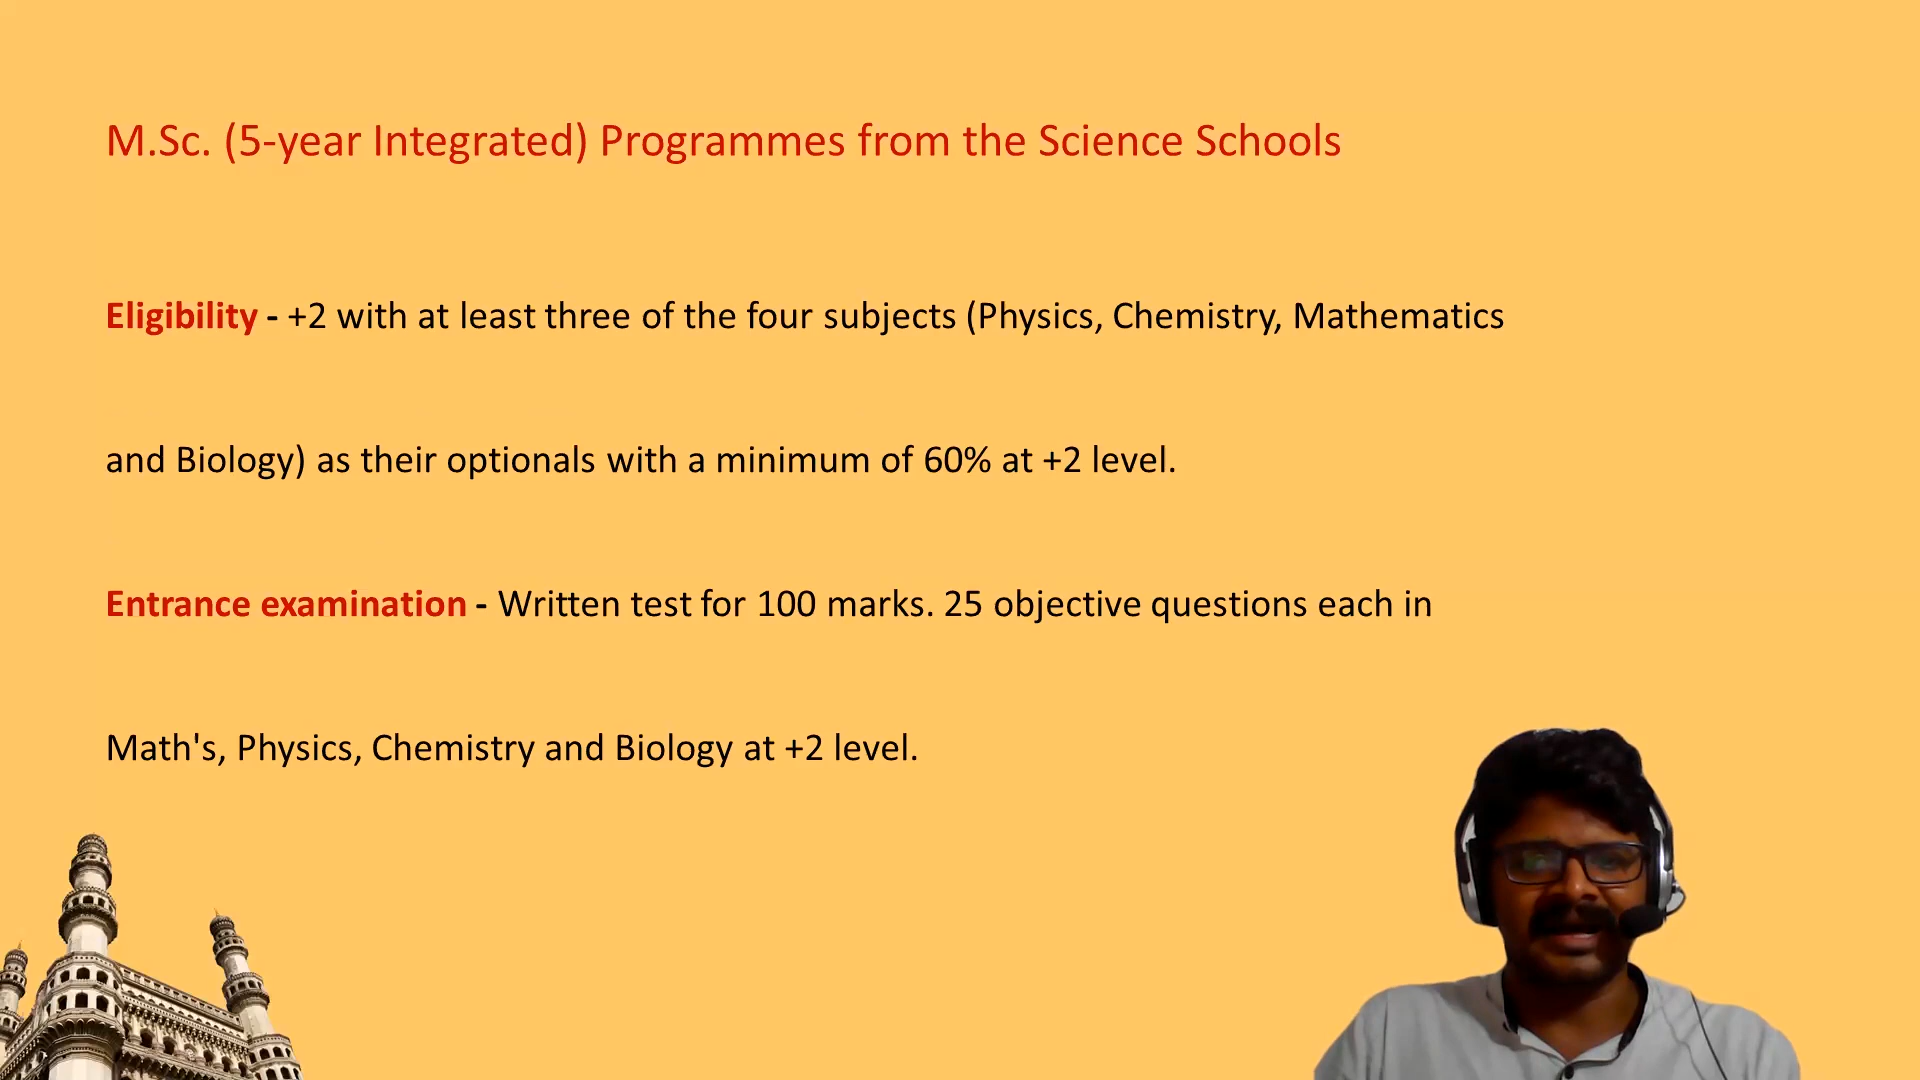 M.Sc. (5-year Integrated) Programmes from the Science Schools
Eligibility - +2 with at least three of the four subjects (Physics, Chemistry, Mathematics
and Biology) as their optionals with a minimum of 60% at +2 level.
Entrance examination - Written test for 100 marks. 25 objective questions each in
Math's, Physics, Chemistry and Biology at +2 level.